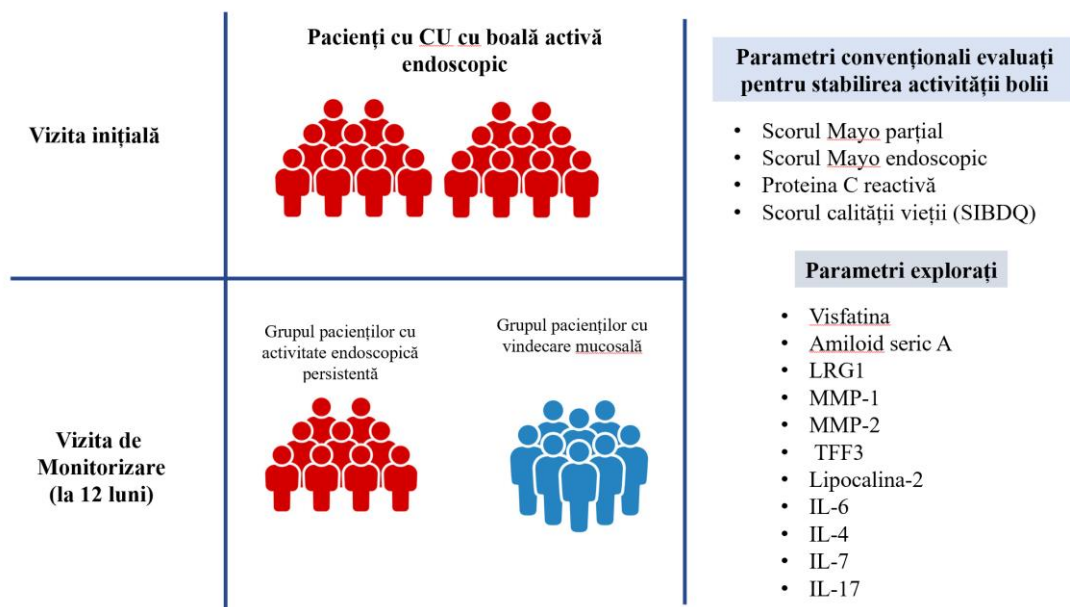 Pacienți cu CU cu boală activă
endoscopic
Vizita inițială
Grupul pacienților cu
activitate endoscopică
persistentă
Grupul pacienților cu
vindecare mucosală
Vizita de
Monitorizare
(la 12 luni)
Parametri convenționali evaluați
pentru stabilirea activității bolii
• Scorul Mayo parțial
• Scorul Mayo endoscopic
• Proteina C reactivă
• Scorul calității vieții (SIBDQ)
Parametri explorați
• Visfatina
• Amiloid seric A
• LRG1
• MMP-1
• MMP-2
• TFF3
• Lipocalina-2
• IL-6
• IL-4
• IL-7
• IL-17